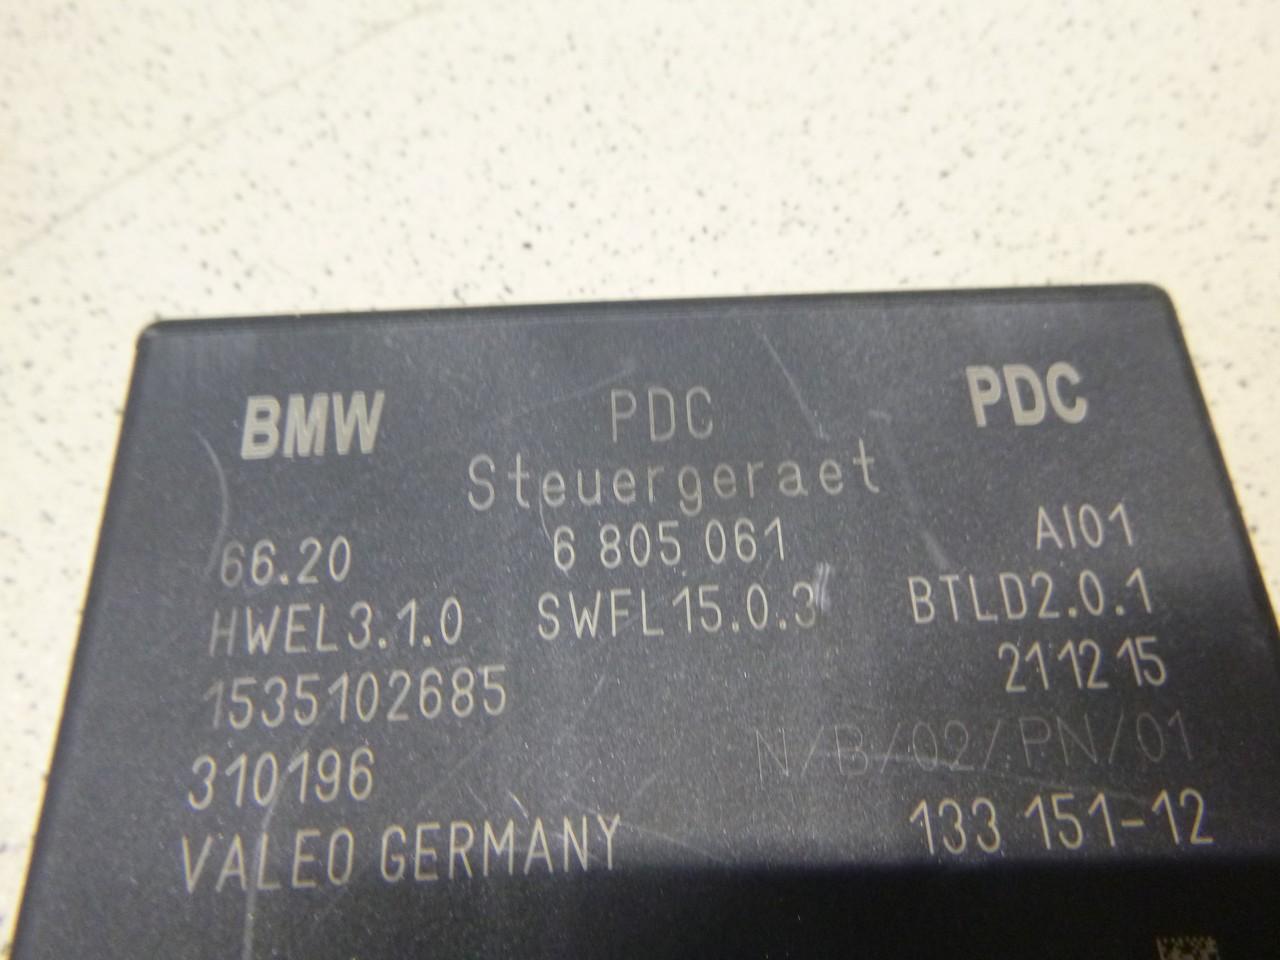 BMW PDC PDC
Steuergeraet
66.20 6 805 061 AI01
HWEL3.1.0 SWFL15.0.3 BTLD2.0.1
1535102685 211215
310196 N/B/02/PN/01
VALEO GERMANY 133 151-12